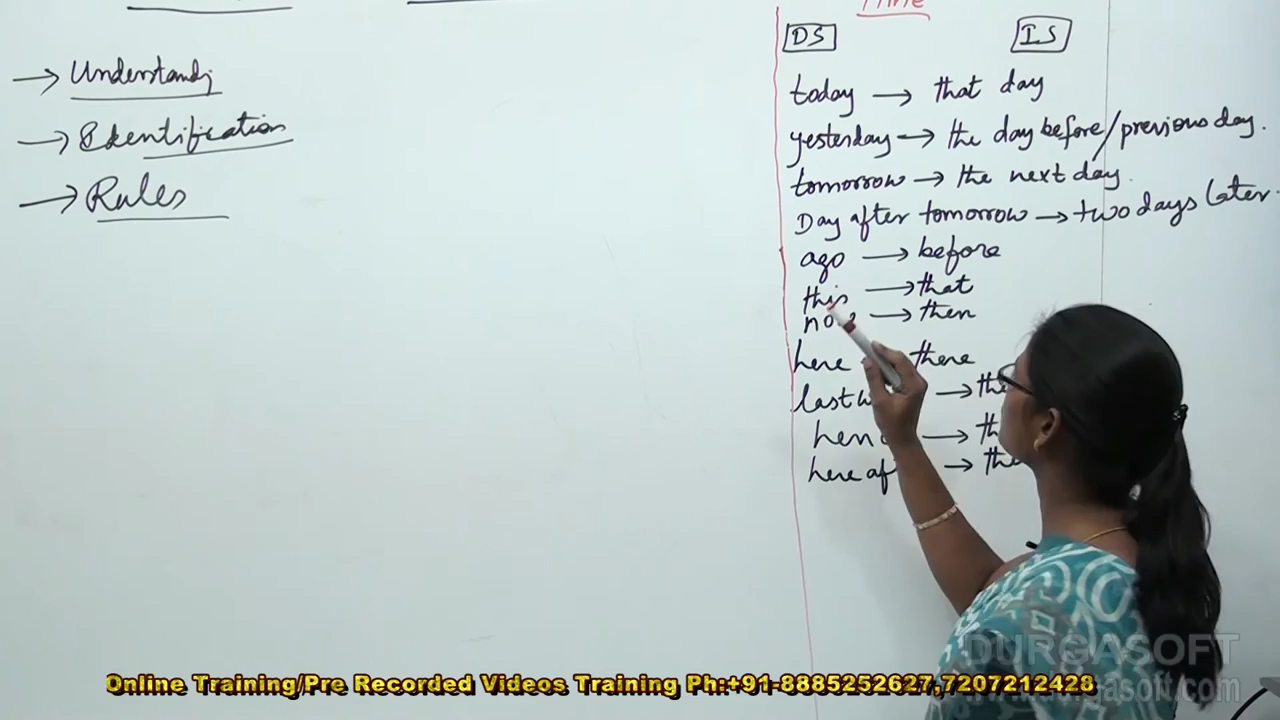 Time
DS IS
→ Understandj
→ Identification
→ Rules
today → that day
yesterday → the day before/previous day.
tomorrow → the next day.
Day after tomorrow → two days later.
ago → before
this → that
→ then
here there
last →
→
→
DURGASOFT
Online Training/Pre Recorded Videos Training Ph:+91-8885252627,7207212428